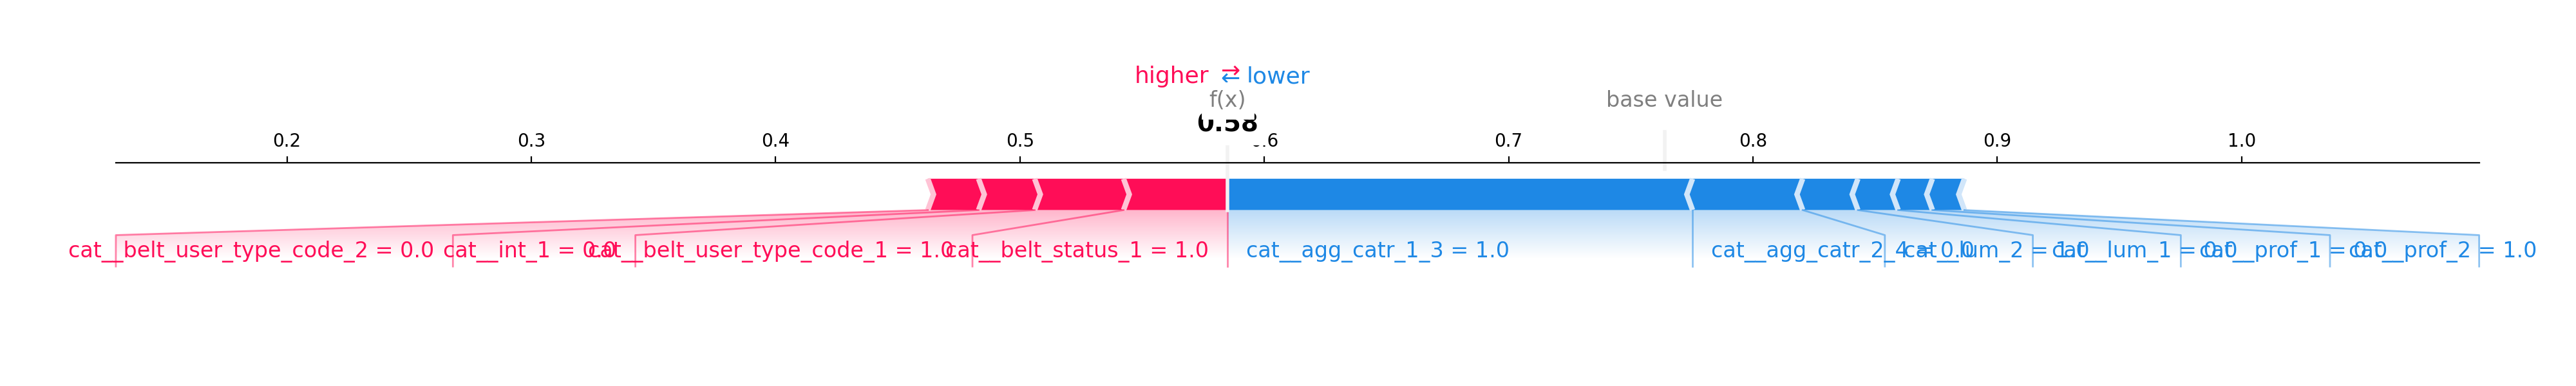 higher ⇄ lower
f(x) base value
0.58
0.2 0.3 0.4 0.5 0.6 0.7 0.8 0.9 1.0
cat__belt_user_type_code_2 = 0.0 cat__int_1 = 0.0 cat__belt_user_type_code_1 = 1.0 cat__belt_status_1 = 1.0 cat__agg_catr_1_3 = 1.0 cat__agg_catr_2_4 = 0.0 cat__lum_2 = 1.0 cat__lum_1 = 0.0 cat__prof_1 = 0.0 cat__prof_2 = 1.0